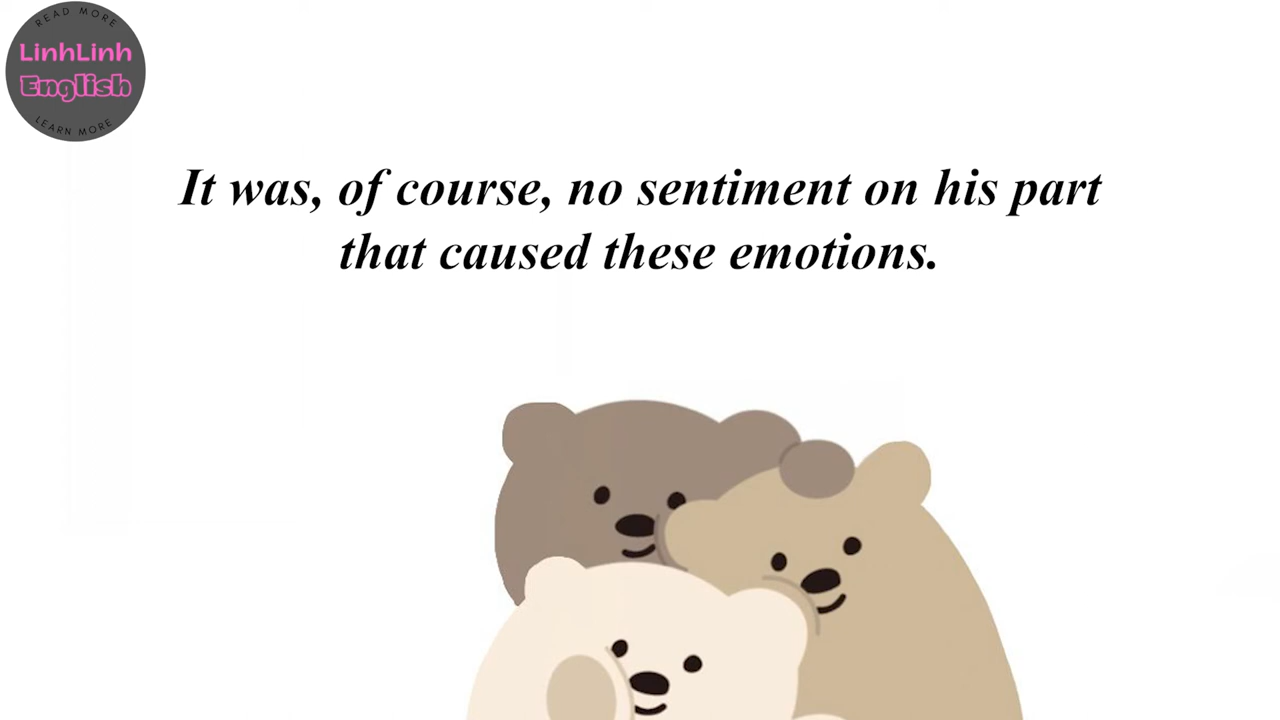 READ MORE
LinhLinh
English
LEARN MORE
It was, of course, no sentiment on his part
that caused these emotions.